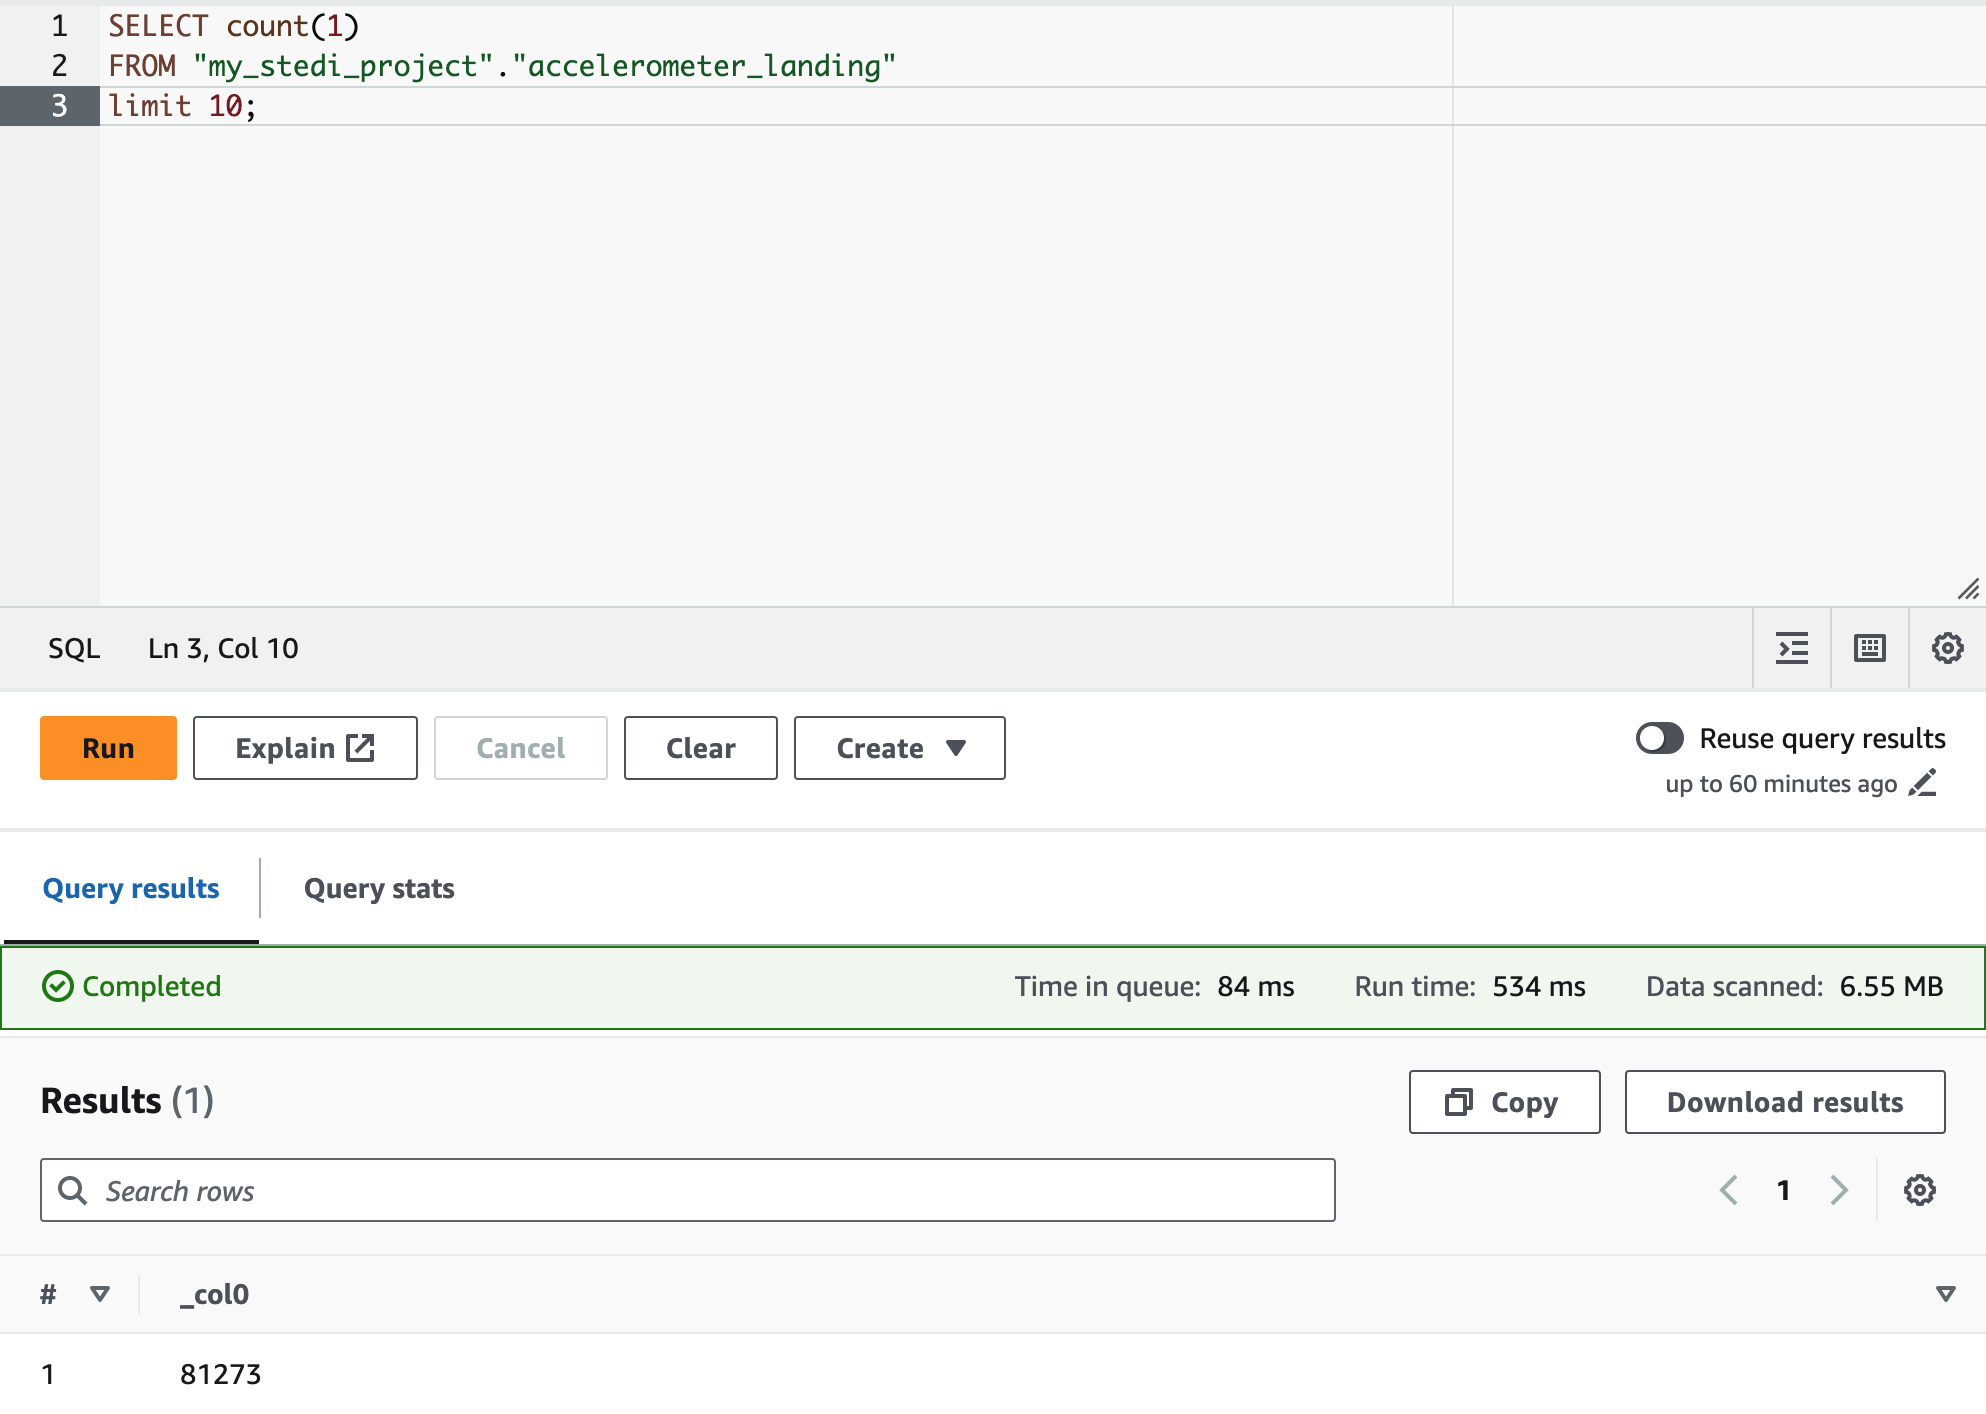 1 SELECT count(1)
2 FROM "my_stedi_project"."accelerometer_landing"
3 limit 10;
SQL Ln 3, Col 10
Run Explain Cancel Clear Create Reuse query results
up to 60 minutes ago
Query results Query stats
Completed Time in queue: 84 ms Run time: 534 ms Data scanned: 6.55 MB
Results (1) Copy Download results
Search rows 1
# _col0
1 81273